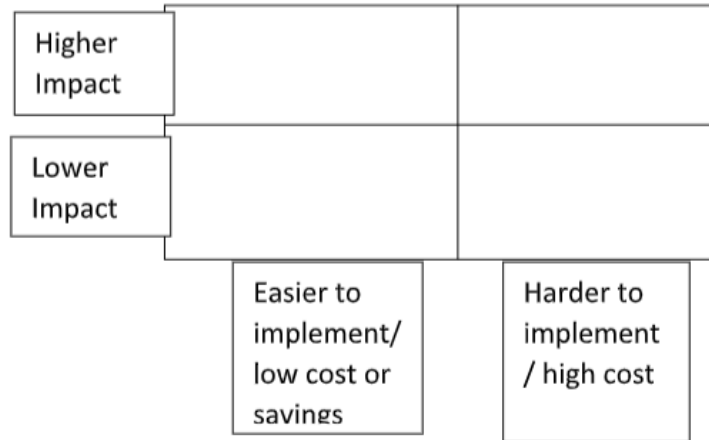 Higher
Impact
Lower
Impact
Easier to
implement/
low cost or
savings
Harder to
implement
/ high cost